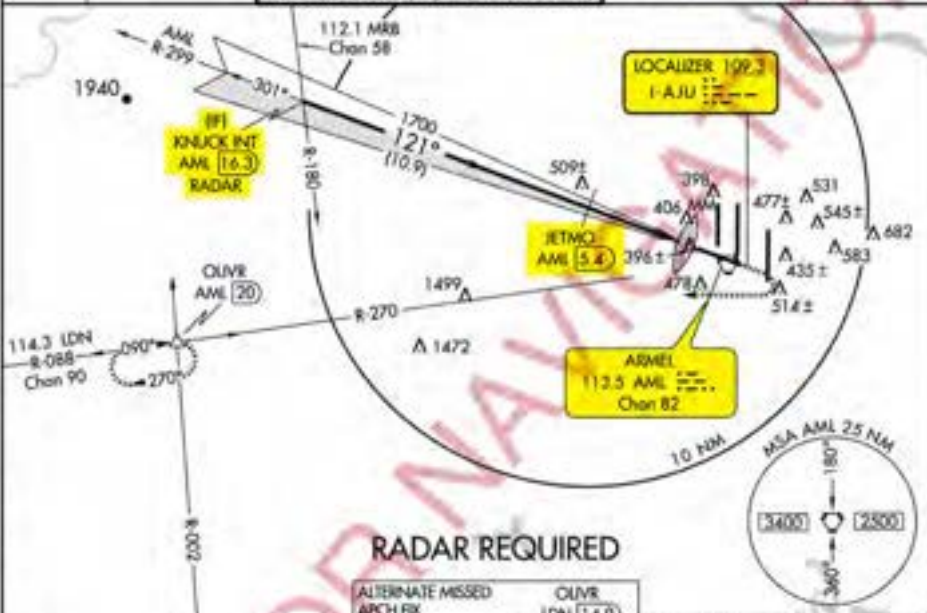 AML
R-299
112.1 MRB
Chan 58
1940
301°
(IF)
KNUCK INT
AML 16.3
RADAR
R-180
1700
121°
(10.9)
LOCALIZER 109.3
I-AJU
509±
398
406
MM
477±
531
545±
682
583
435±
514±
JETMO
AML 5.4
396±
478
OLIVR
AML 20
1499
R-270
1472
114.3 LDN
R-088
Chan 90
090°
270°
ARMEL
113.5 AML
Chan 82
10 NM
R-002
MSA AML 25 NM
180°
3400
2500
360°
RADAR REQUIRED
ALTERNATE MISSED
APCH FIX
OLIVR
FOR NAVIGATIO